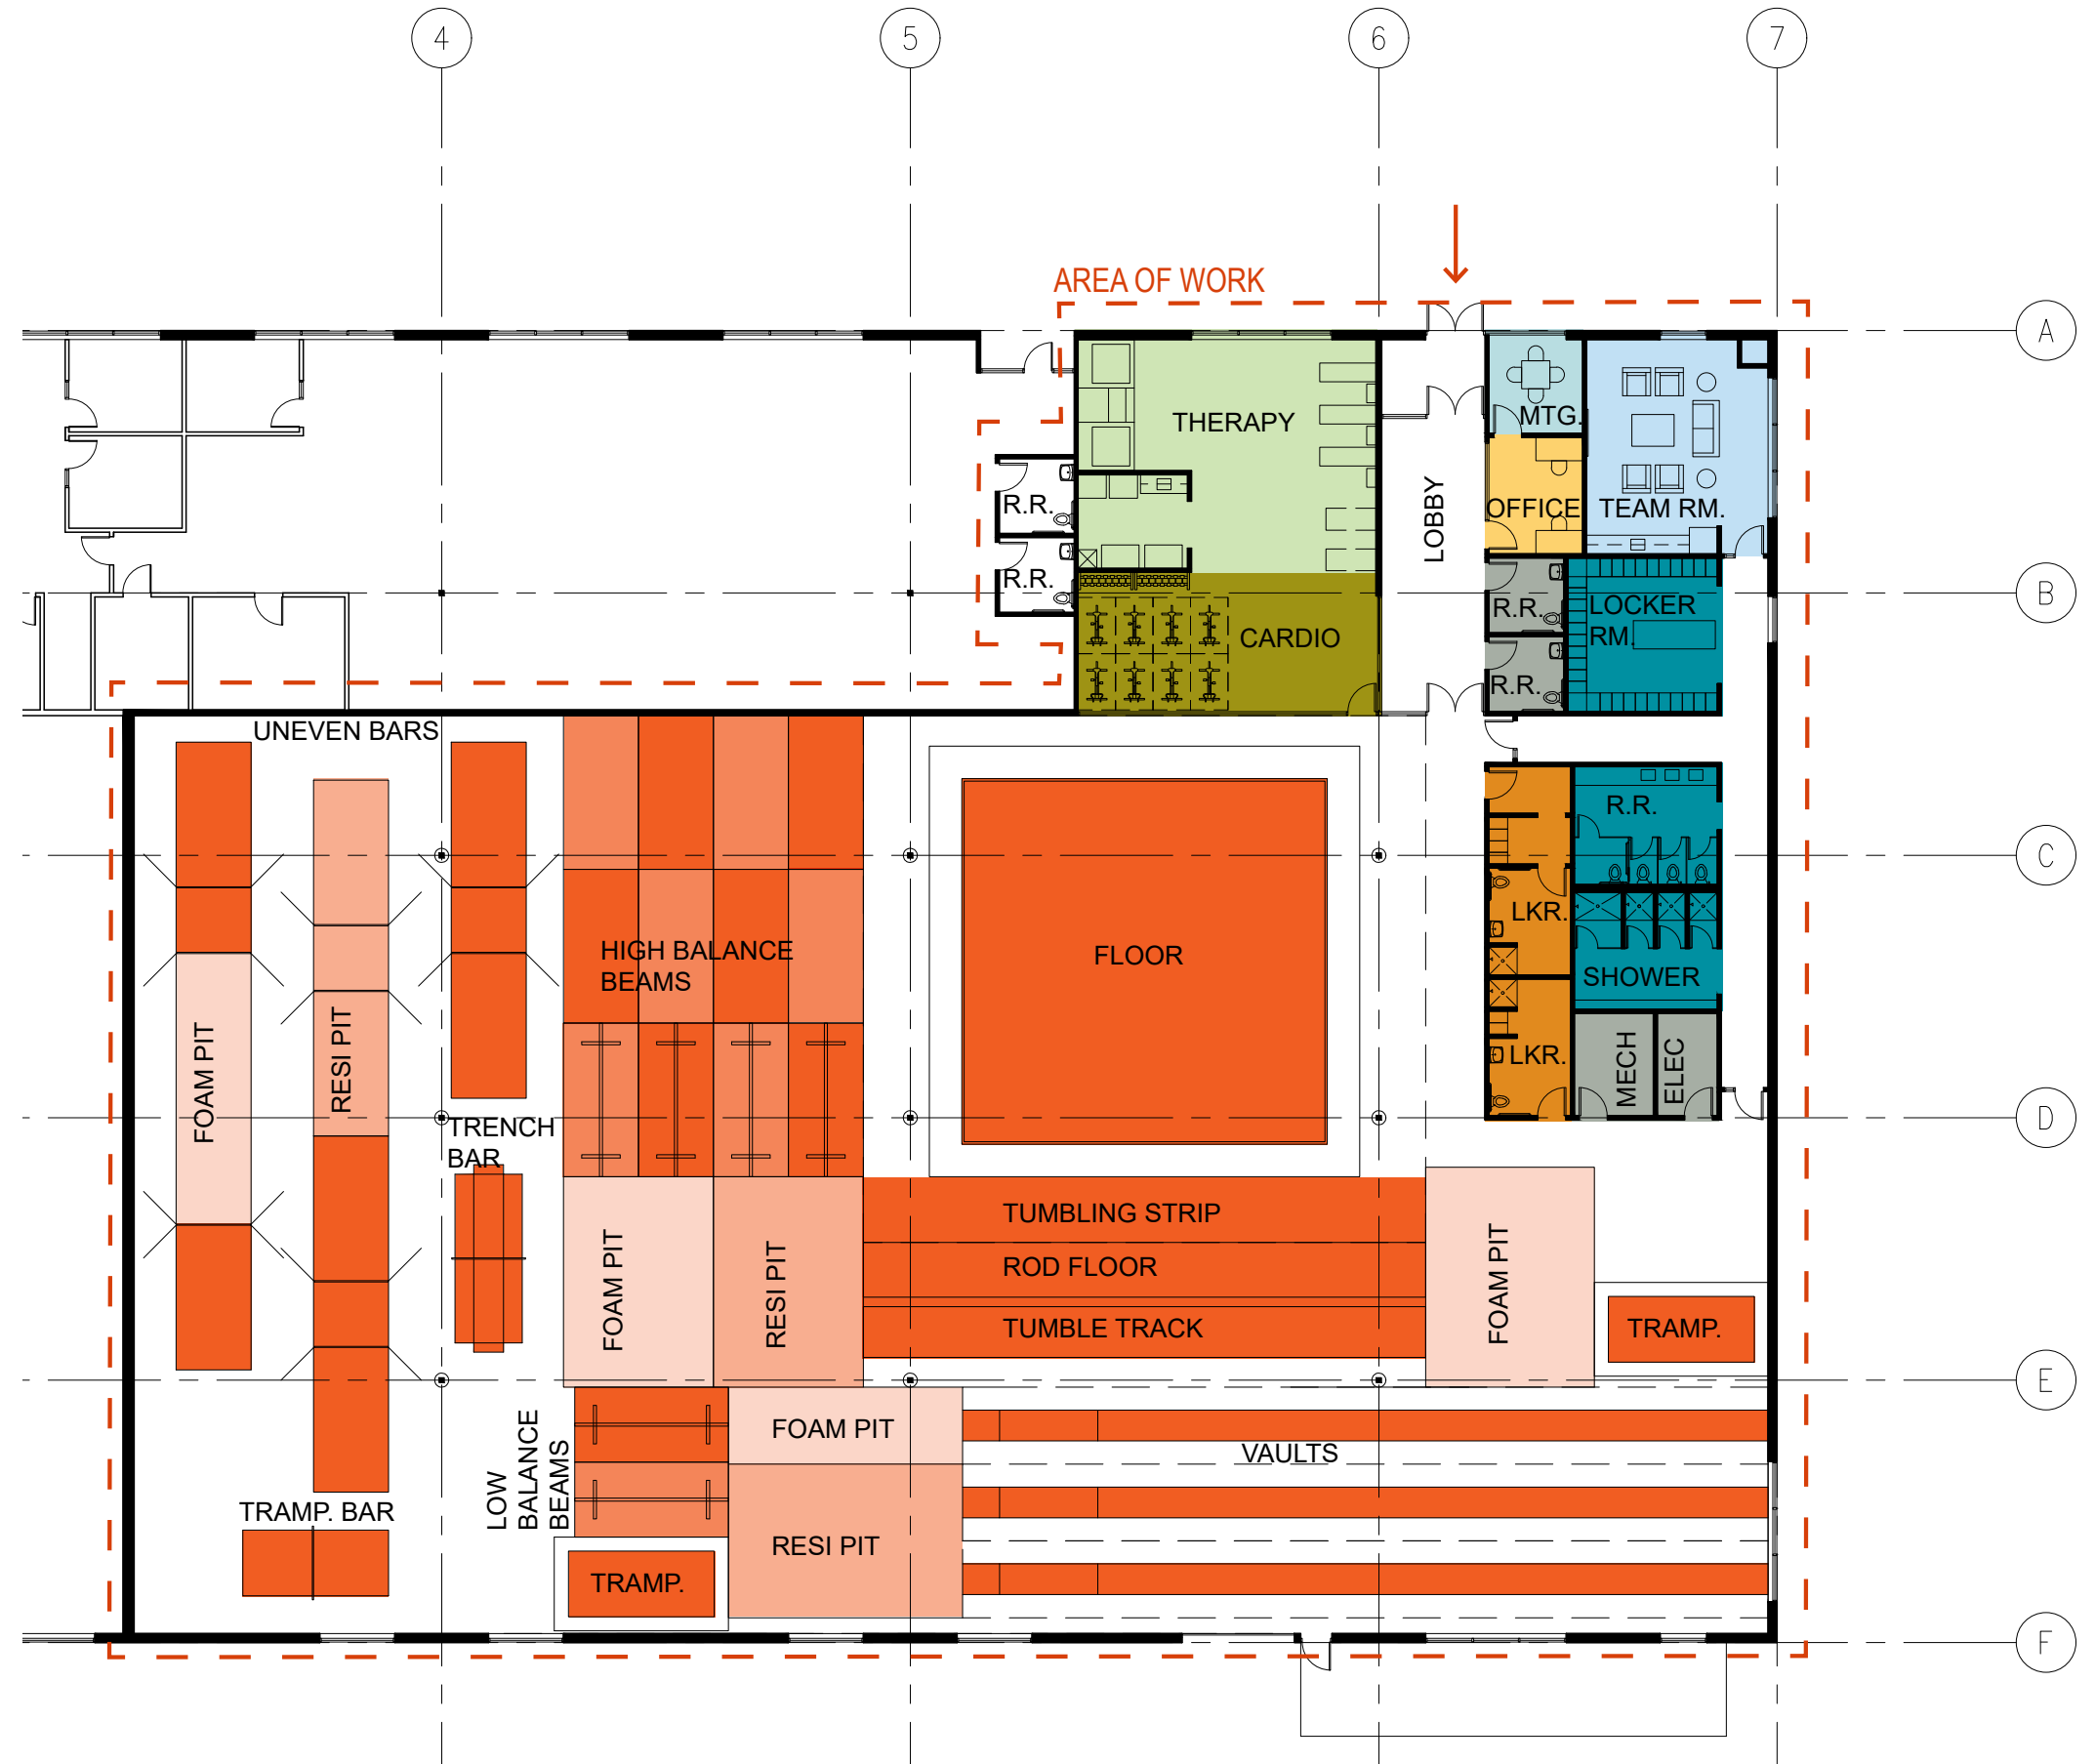 4
5
6
7
AREA OF WORK
A
THERAPY
MTG.
LOBBY
R.R.
OFFICE
TEAM RM.
R.R.
B
R.R.
LOCKER
RM.
CARDIO
R.R.
UNEVEN BARS
R.R.
C
LKR.
HIGH BALANCE
BEAMS
FLOOR
SHOWER
FOAM PIT
RESI PIT
LKR.
MECH
ELEC
D
TRENCH
BAR
TUMBLING STRIP
ROD FLOOR
TUMBLE TRACK
FOAM PIT
RESI PIT
FOAM PIT
TRAMP.
E
LOW
BALANCE
BEAMS
FOAM PIT
VAULTS
TRAMP. BAR
RESI PIT
TRAMP.
F